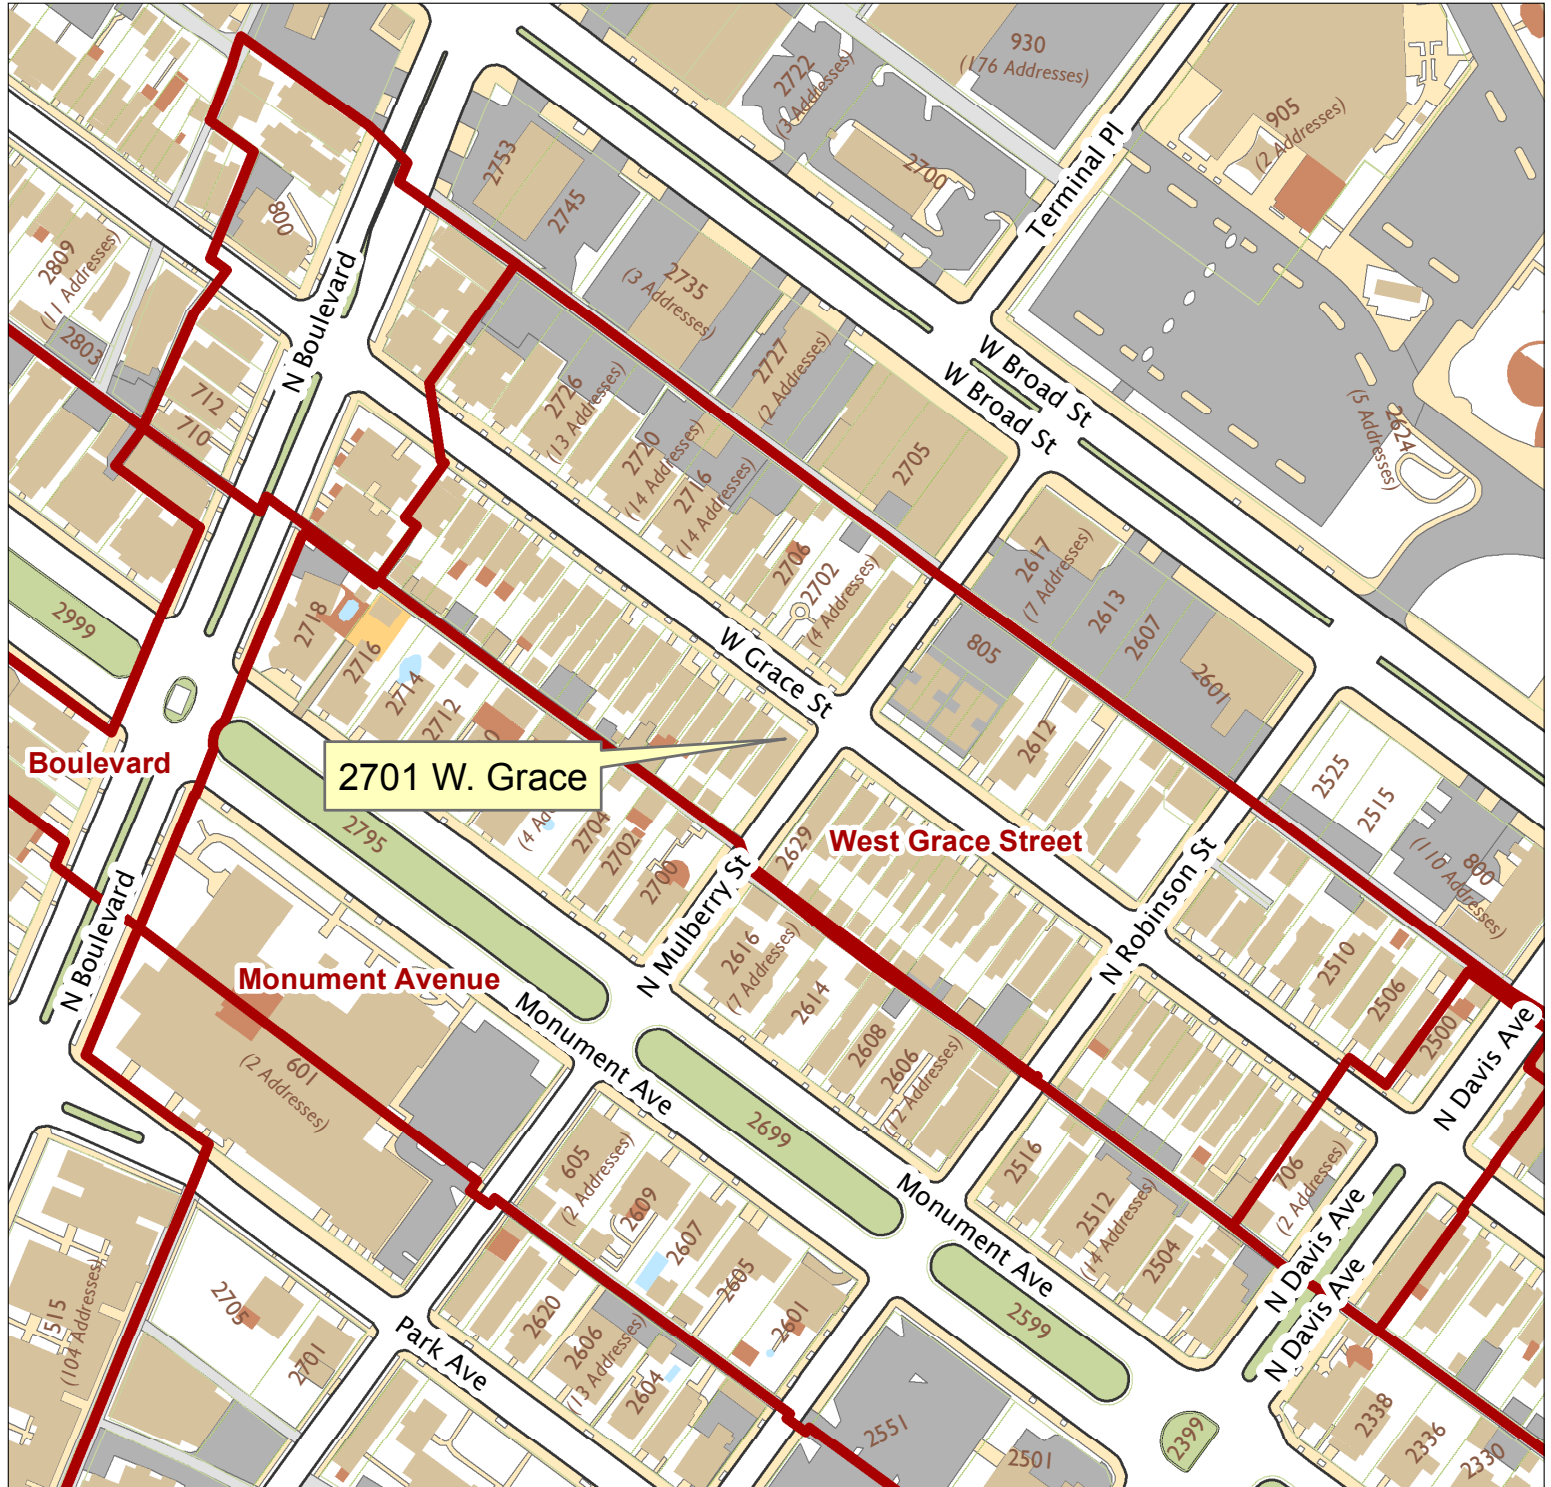 930
(176 Addresses)
2722
(3 Addresses)
905
(2 Addresses)
2753
2745
2700
Terminal Pl
800
2809
(11 Addresses)
2803
712
710
N Boulevard
2735
(3 Addresses)
2727
(2 Addresses)
W Broad St
W Broad St
2624
(5 Addresses)
2726
(13 Addresses)
2720
(14 Addresses)
2716
(14 Addresses)
2705
2706
2702
(4 Addresses)
2617
(7 Addresses)
2613
2607
2601
805
2612
2999
2718
2716
2714
2712
W Grace St
2701 W. Grace
Boulevard
2795
2704
2702
2700
2629
West Grace Street
N Mulberry St
N Robinson St
2525
2515
800
(110 Addresses)
2510
2506
2500
N Davis Ave
N Boulevard
Monument Avenue
2616
(7 Addresses)
2614
2608
2606
(12 Addresses)
Monument Ave
601
(2 Addresses)
2699
2516
2512
(14 Addresses)
2504
706
(2 Addresses)
605
(2 Addresses)
2609
2607
2605
2601
Monument Ave
2599
N Davis Ave
N Davis Ave
515
(104 Addresses)
2705
2701
Park Ave
2620
2606
(13 Addresses)
2604
2551
2501
2399
2338
2336
2330